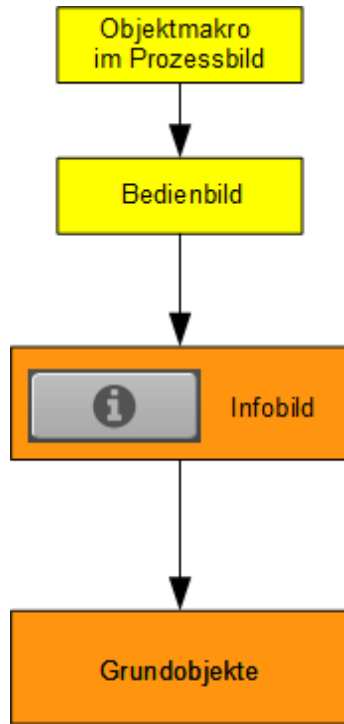 Objektmakro
im Prozessbild
Bedienbild
Infobild
Grundobjekte